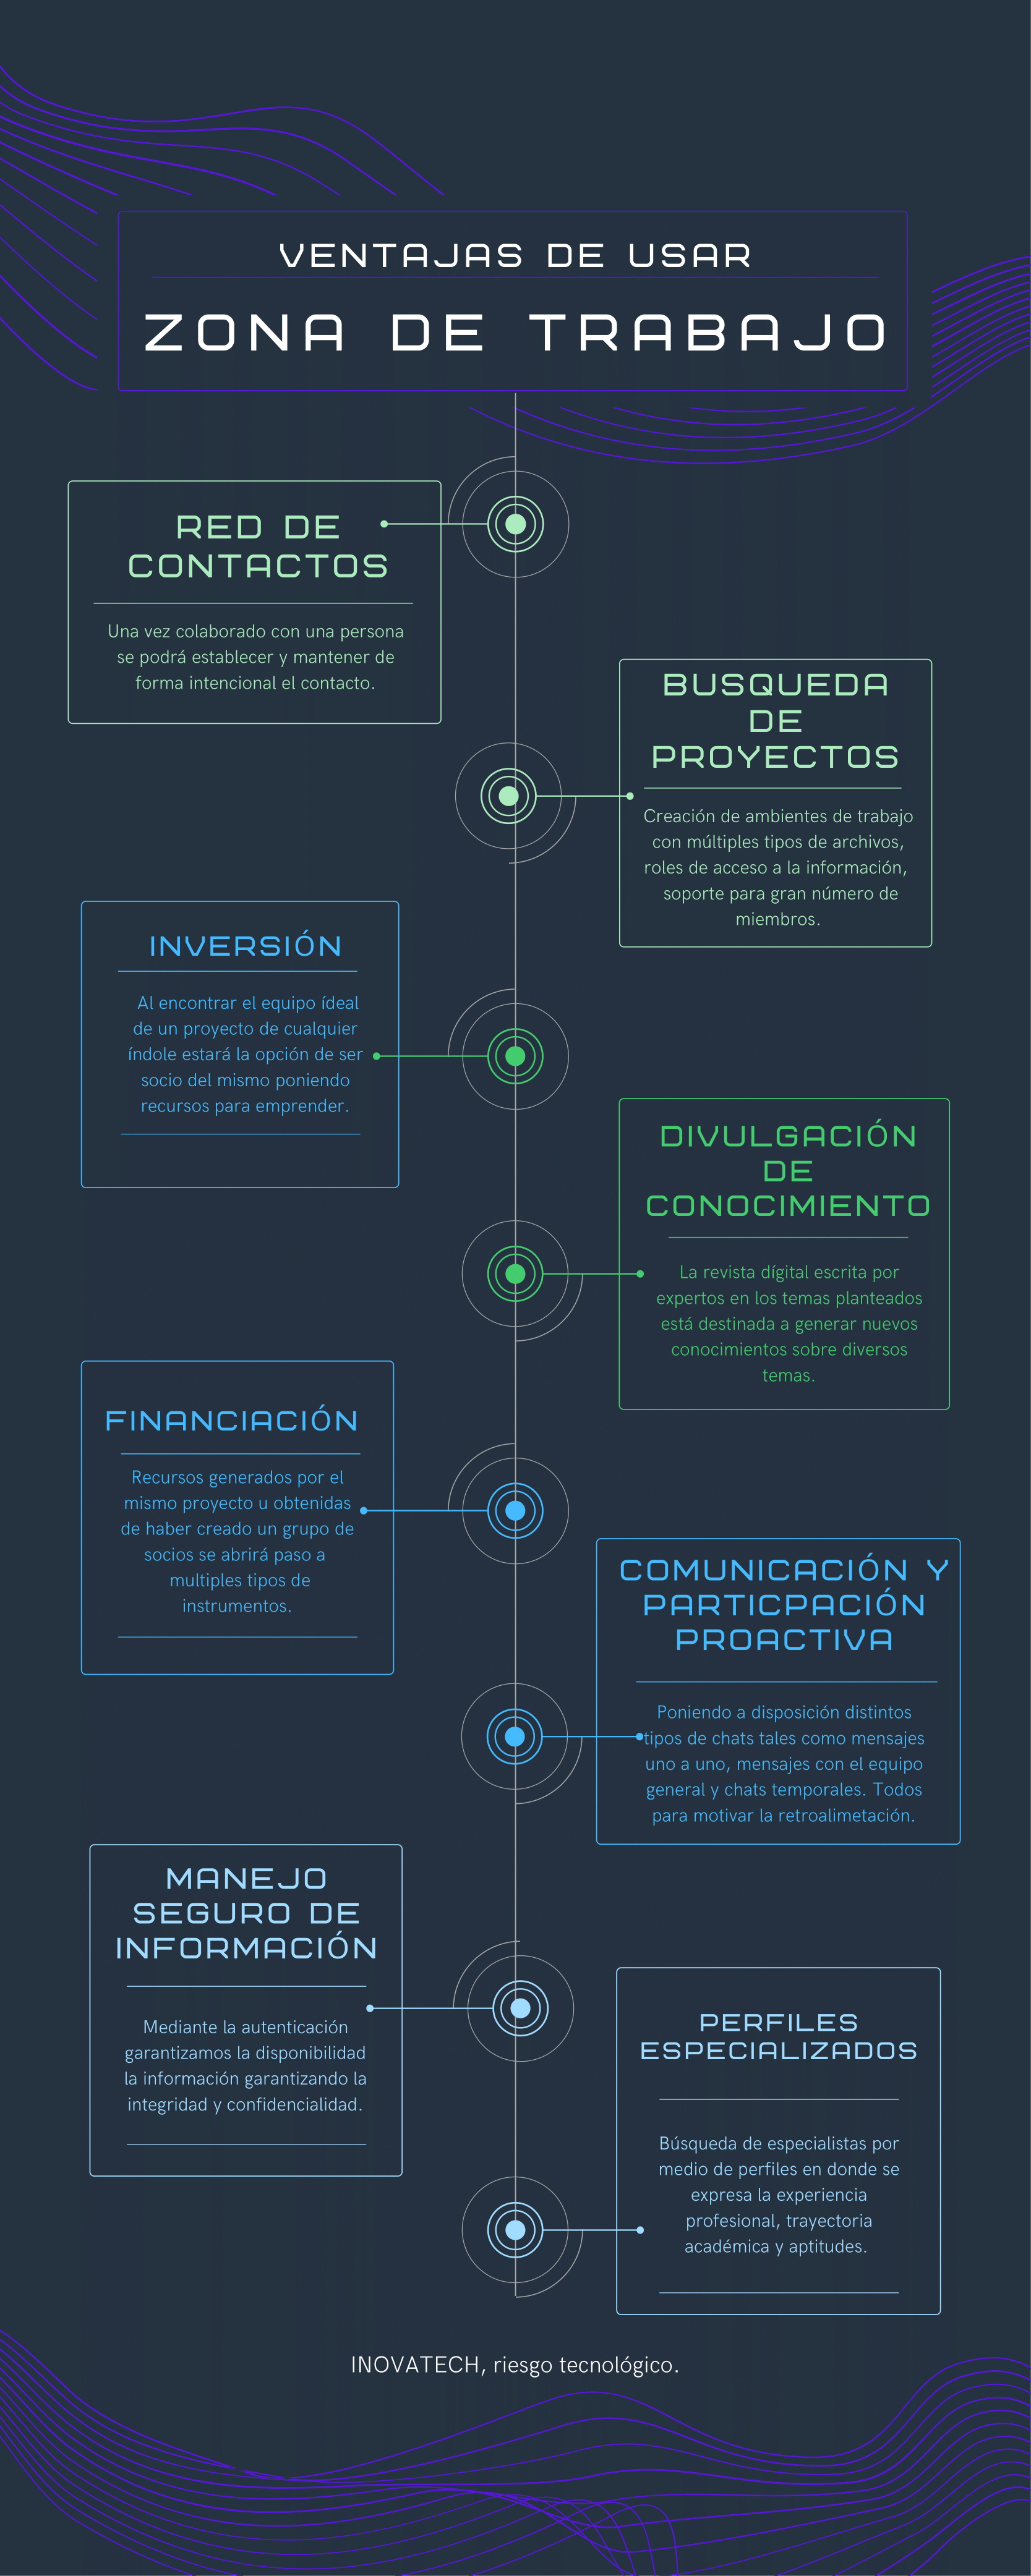 VENTAJAS DE USAR
ZONA DE TRABAJO
RED DE
CONTACTOS
Una vez colaborado con una persona
se podrá establecer y mantener de
forma intencional el contacto.
BUSQUEDA
DE
PROYECTOS
Creación de ambientes de trabajo
con múltiples tipos de archivos,
roles de acceso a la información,
soporte para gran número de
miembros.
INVERSIÓN
Al encontrar el equipo ídeal
de un proyecto de cualquier
índole estará la opción de ser
socio del mismo poniendo
recursos para emprender.
DIVULGACIÓN
DE
CONOCIMIENTO
La revista dígital escrita por
expertos en los temas planteados
está destinada a generar nuevos
conocimientos sobre diversos
temas.
FINANCIACIÓN
Recursos generados por el
mismo proyecto u obtenidas
de haber creado un grupo de
socios se abrirá paso a
multiples tipos de
instrumentos.
COMUNICACIÓN Y
PARTICPACIÓN
PROACTIVA
Poniendo a disposición distintos
tipos de chats tales como mensajes
uno a uno, mensajes con el equipo
general y chats temporales. Todos
para motivar la retroalimetación.
MANEJO
SEGURO DE
INFORMACIÓN
Mediante la autenticación
garantizamos la disponibilidad
la información garantizando la
integridad y confidencialidad.
PERFILES
ESPECIALIZADOS
Búsqueda de especialistas por
medio de perfiles en donde se
expresa la experiencia
profesional, trayectoria
académica y aptitudes.
INOVATECH, riesgo tecnológico.